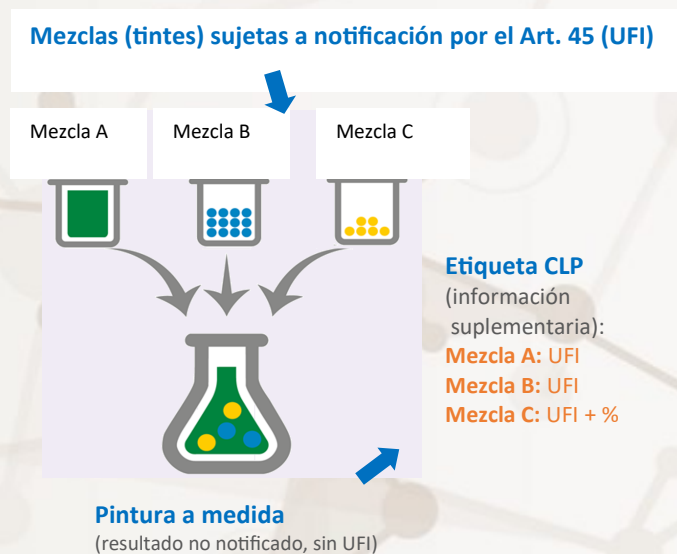 Mezclas (tintes) sujetas a notificación por el Art. 45 (UFI)
Mezcla A
Mezcla B
Mezcla C
Etiqueta CLP
(información
suplementaria):
Mezcla A: UFI
Mezcla B: UFI
Mezcla C: UFI + %
Pintura a medida
(resultado no notificado, sin UFI)